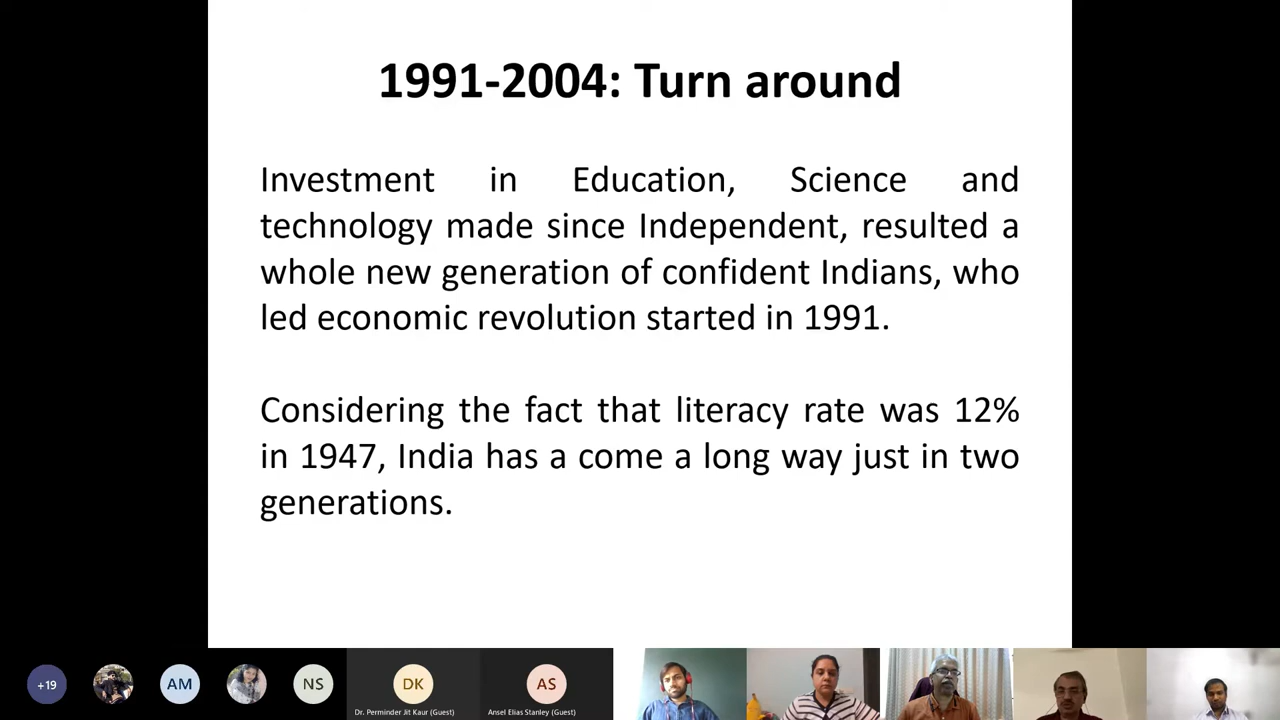 1991-2004: Turn around
Investment in Education, Science and
technology made since Independent, resulted a
whole new generation of confident Indians, who
led economic revolution started in 1991.
Considering the fact that literacy rate was 12%
in 1947, India has a come a long way just in two
generations.
+19
AM
NS
DK
AS
Dr. Perminder Jit Kaur (Guest)
Ansel Elias Stanley (Guest)